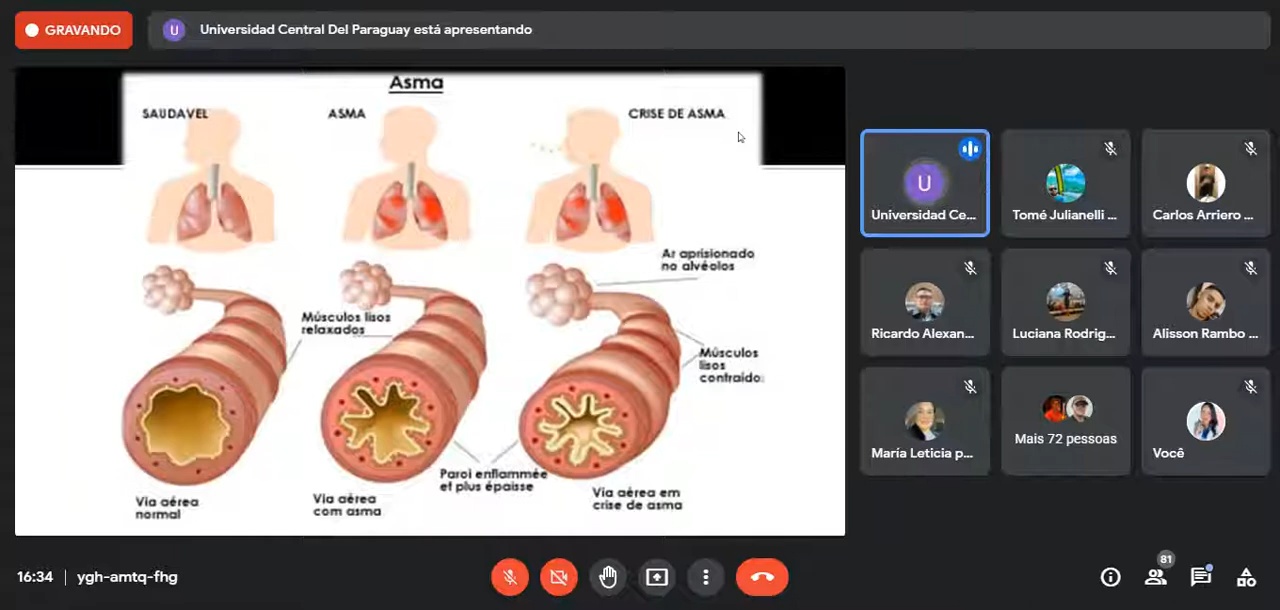 GRAVANDO
U
Universidad Central Del Paraguay está apresentando
Asma
SAUDAVEL
ASMA
CRISE DE ASMA
Ar aprisionado
no alvéolos
Músculos lisos
relaxados
Músculos
lisos
contraído:
Paroi enflammée
et plus épaisse
Via aérea
normal
Via aérea
com asma
Via aérea em
crise de asma
U
Universidad Ce...
Tomé Julianelli ...
Carlos Arriero ...
Ricardo Alexan...
Luciana Rodrig...
Alisson Rambo ...
María Leticia p...
Mais 72 pessoas
Você
16:34 | ygh-amtq-fhg
81